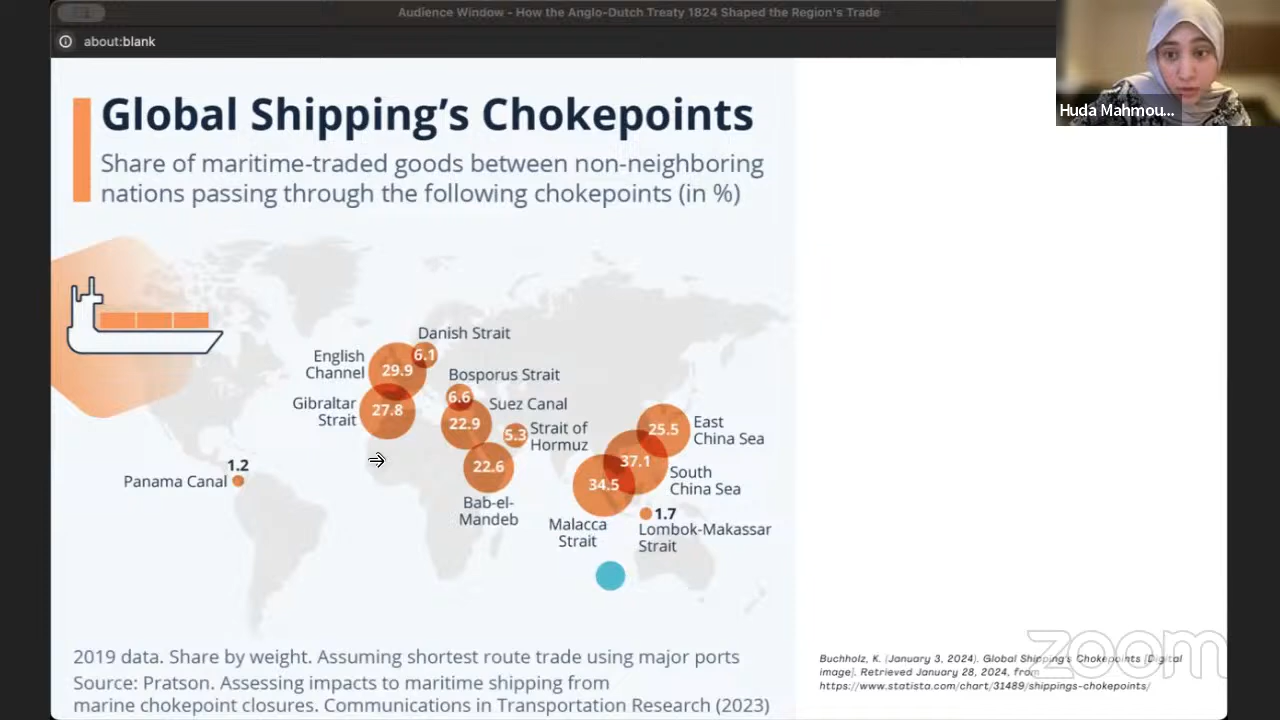 Audience Window - How the Anglo-Dutch Treaty 1824 Shaped the Region's Trade
about:blank
Huda Mahmou...
Global Shipping's Chokepoints
Share of maritime-traded goods between non-neighboring
nations passing through the following chokepoints (in %)
Danish Strait
6.1
English
Channel
29.9
Bosporus Strait
6.6
Gibraltar
Strait
27.8
Suez Canal
22.9
Strait of
Hormuz
5.3
East
China Sea
25.5
37.1
South
China Sea
22.6
Bab-el-
Mandeb
34.5
Malacca
Strait
1.2
Panama Canal
1.7
Lombok-Makassar
Strait
2019 data. Share by weight. Assuming shortest route trade using major ports
Source: Pratson. Assessing impacts to maritime shipping from
marine chokepoint closures. Communications in Transportation Research (2023)
zoom
Buchholz, K. (January 3, 2024). Global Shipping's Chokepoints [Digital
image]. Retrieved January 28, 2024, from
https://www.statista.com/chart/31489/shippings-chokepoints/